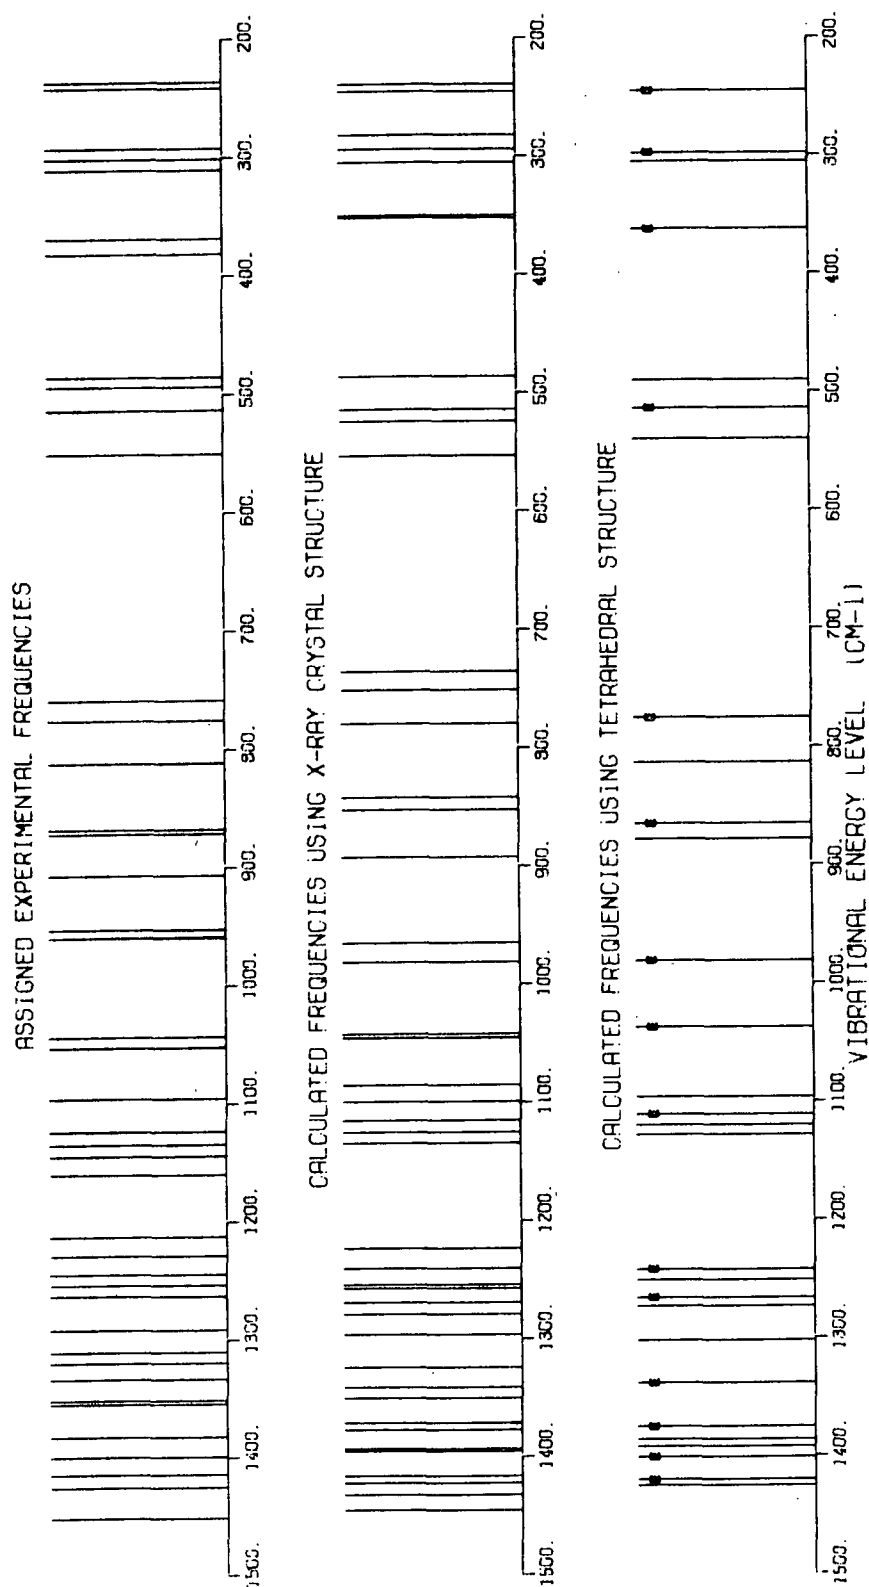 ASSIGNED EXPERIMENTAL FREQUENCIES
1500. 1400. 1300. 1200. 1100. 1000. 900. 800. 700. 600. 500. 400. 300. 200.
CALCULATED FREQUENCIES USING X-RAY CRYSTAL STRUCTURE
1500. 1400. 1300. 1200. 1100. 1000. 900. 800. 700. 600. 500. 400. 300. 200.
CALCULATED FREQUENCIES USING TETRAHEDRAL STRUCTURE
1500. 1400. 1300. 1200. 1100. 1000. 900. 800. 700. 600. 500. 400. 300. 200.
VIBRATIONAL ENERGY LEVEL (CM-1)